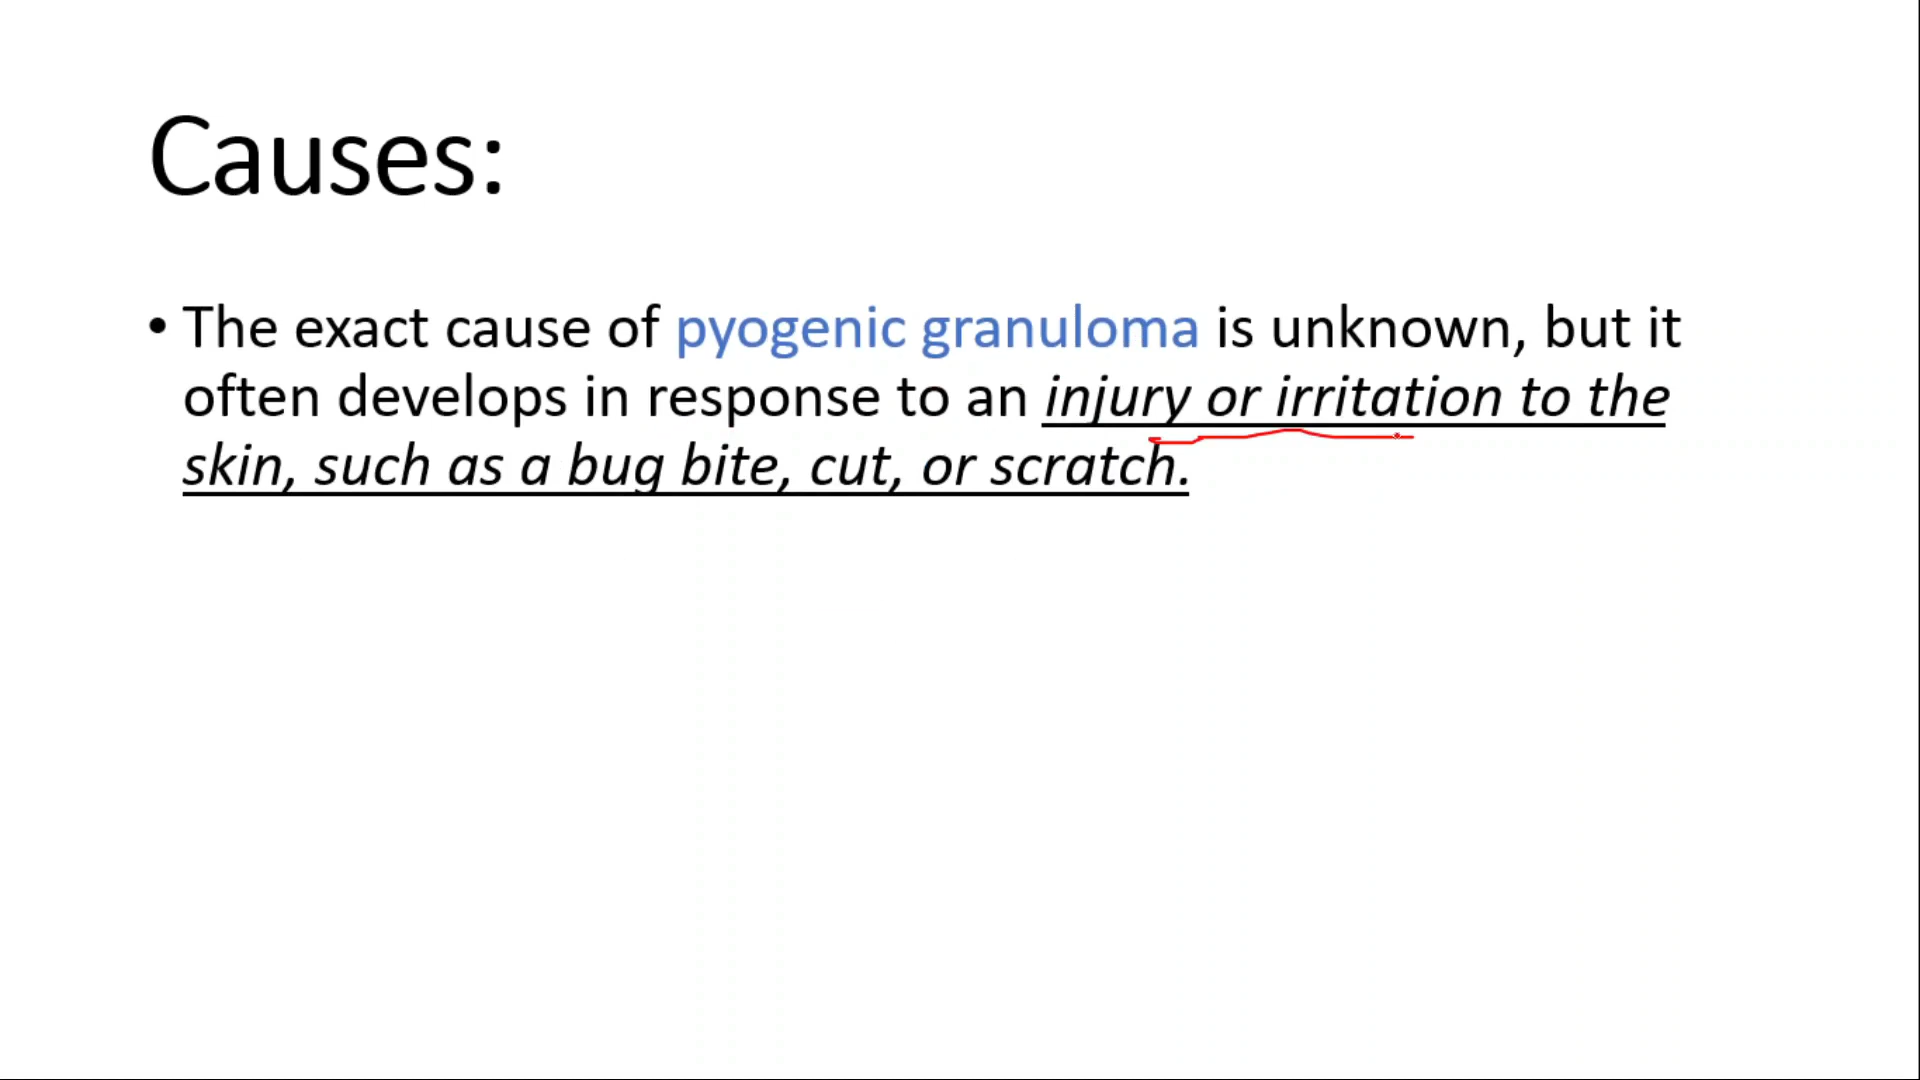 Causes:
• The exact cause of pyogenic granuloma is unknown, but it
often develops in response to an injury or irritation to the
skin, such as a bug bite, cut, or scratch.